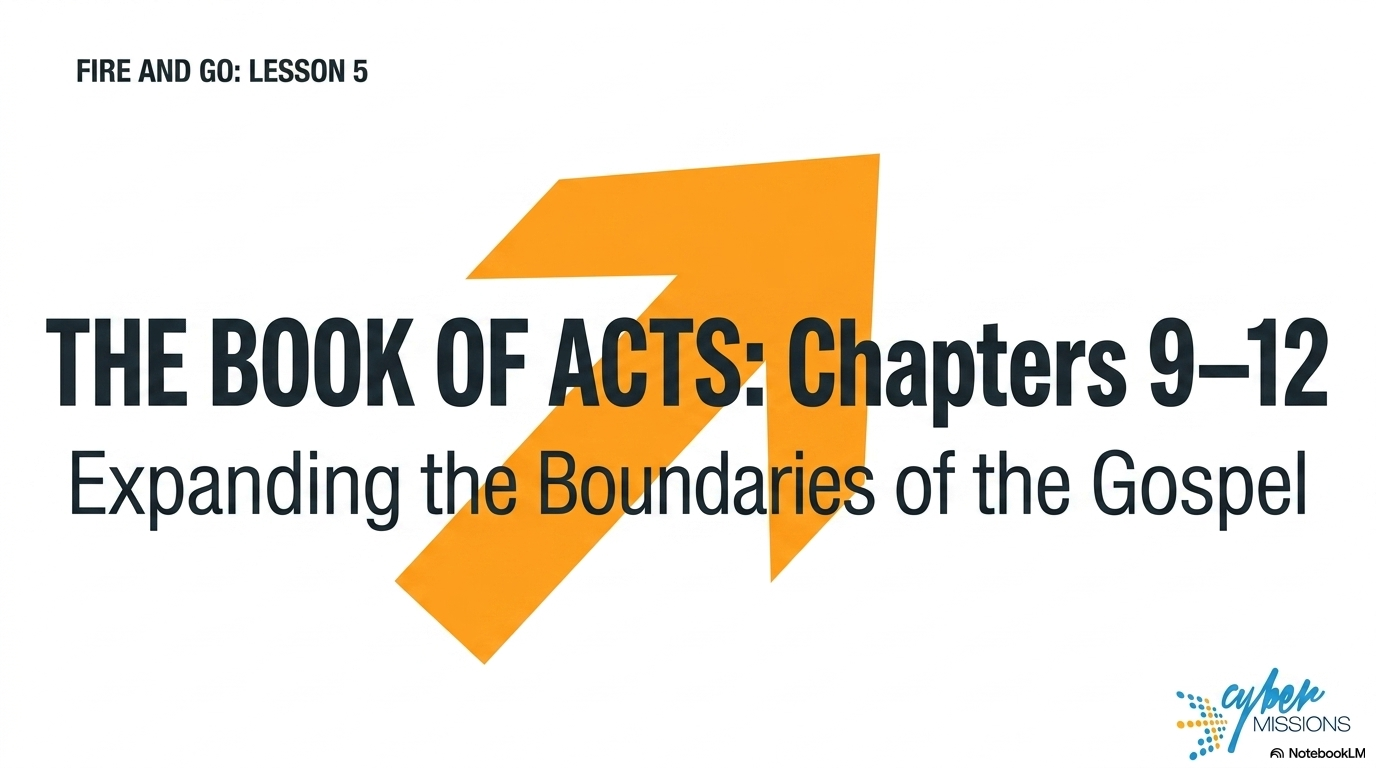 FIRE AND GO: LESSON 5
THE BOOK OF ACTS: Chapters 9–12
Expanding the Boundaries of the Gospel
cyber
MISSIONS
NotebookLM